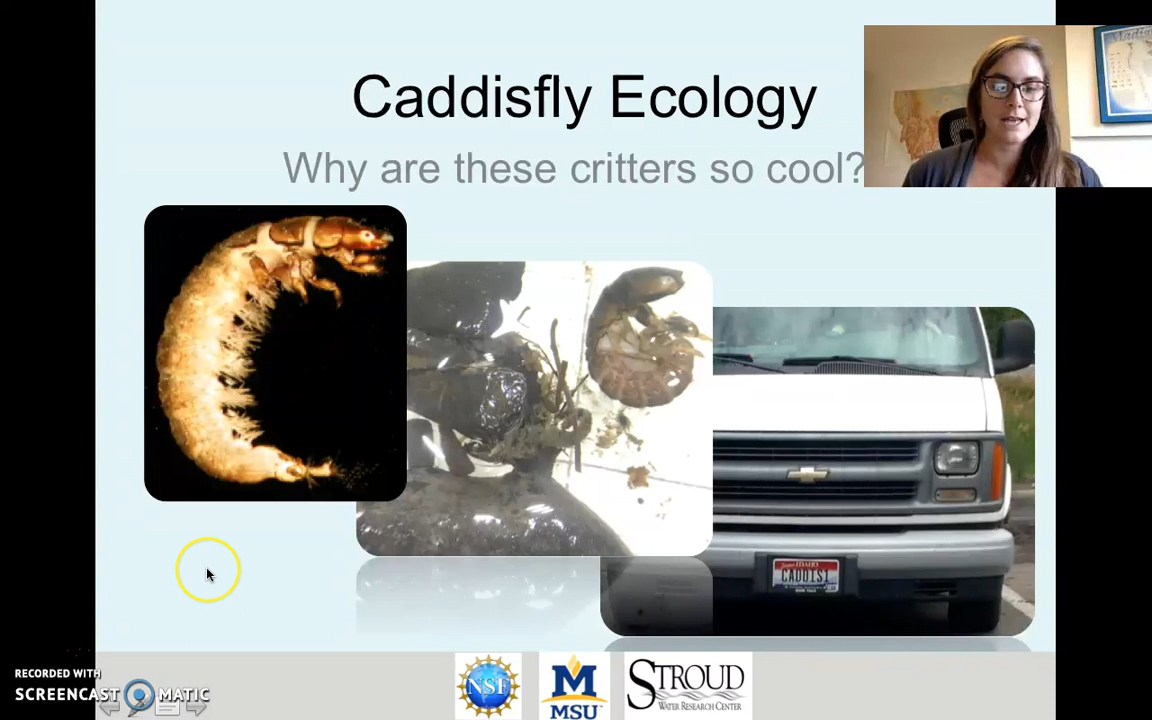 Caddisfly Ecology
Why are these critters so cool?
IDAHO
CADDIS1
NSF
M
MSU
STROUD
WATER RESEARCH CENTER
RECORDED WITH
SCREENCAST MATIC